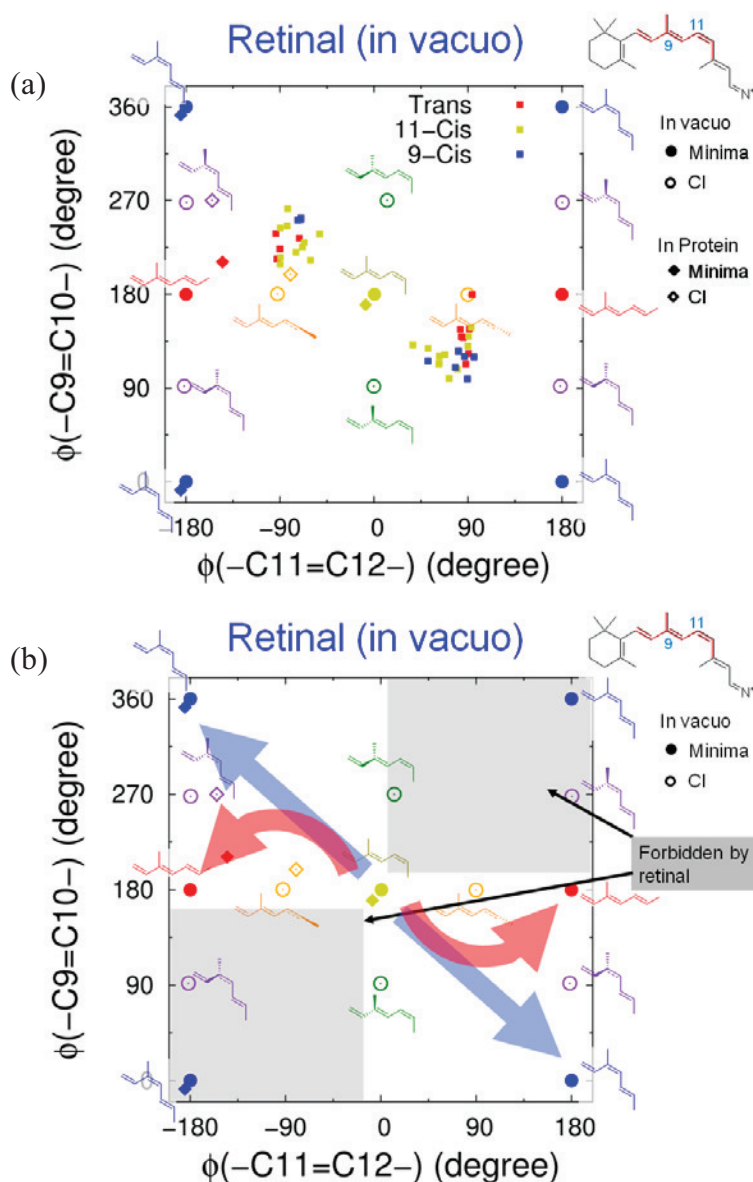 (a)
Retinal (in vacuo)
9
11
N
Trans
11-Cis
9-Cis
In vacuo
Minima
CI
In Protein
Minima
CI
360
270
180
90
0
ϕ(-C9=C10-) (degree)
-180
-90
0
90
180
ϕ(-C11=C12-) (degree)
(b)
Retinal (in vacuo)
9
11
N
In vacuo
Minima
CI
Forbidden by
retinal
360
270
180
90
0
ϕ(-C9=C10-) (degree)
-180
-90
0
90
180
ϕ(-C11=C12-) (degree)